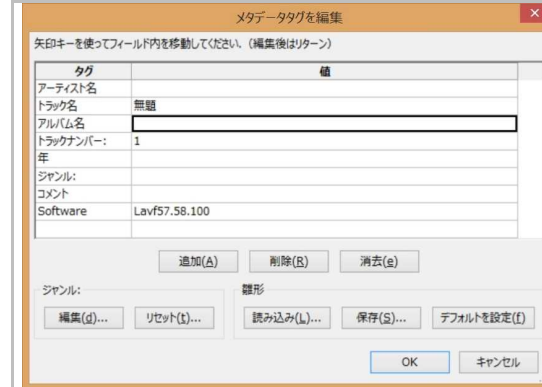 メタデータタグを編集
矢印キーを使ってフィールド内を移動してください。（編集後はリターン）
タグ 値
アーティスト名
トラック名 無題
アルバム名
トラックナンバー: 1
年
ジャンル:
コメント
Software Lavf57.58.100
追加(A) 削除(R) 消去(e)
ジャンル: 雛形
編集(d)... リセット(t)... 読み込み(L)... 保存(S)... デフォルトを設定(f)
OK キャンセル